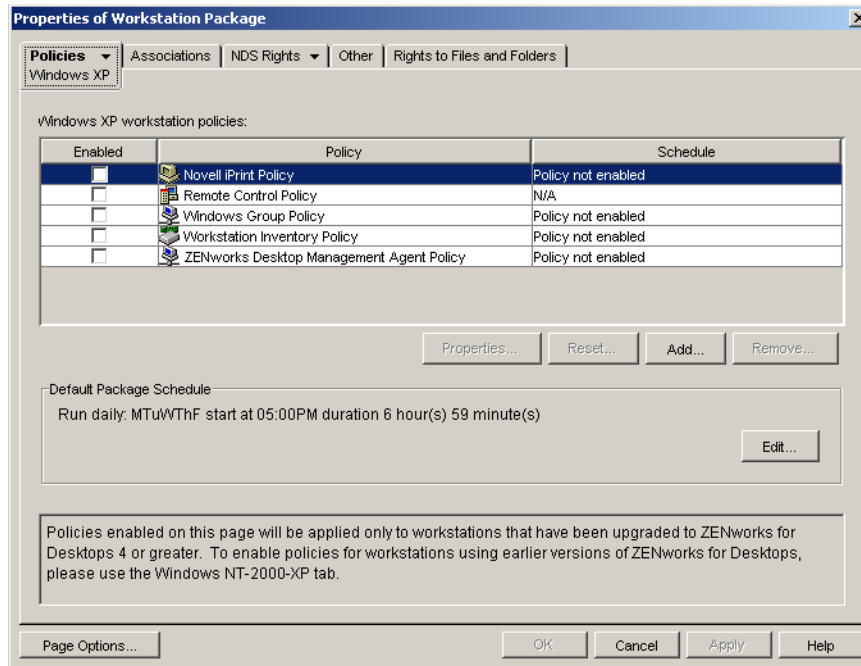 Properties of Workstation Package
Policies Associations NDS Rights Other Rights to Files and Folders
Windows XP
Windows XP workstation policies:
Enabled Policy Schedule
Novell iPrint Policy Policy not enabled
Remote Control Policy N/A
Windows Group Policy Policy not enabled
Workstation Inventory Policy Policy not enabled
ZENworks Desktop Management Agent Policy Policy not enabled
Properties... Reset... Add... Remove...
Default Package Schedule
Run daily: MTuWThF start at 05:00PM duration 6 hour(s) 59 minute(s)
Edit...
Policies enabled on this page will be applied only to workstations that have been upgraded to ZENworks for
Desktops 4 or greater. To enable policies for workstations using earlier versions of ZENworks for Desktops,
please use the Windows NT-2000-XP tab.
Page Options... OK Cancel Apply Help